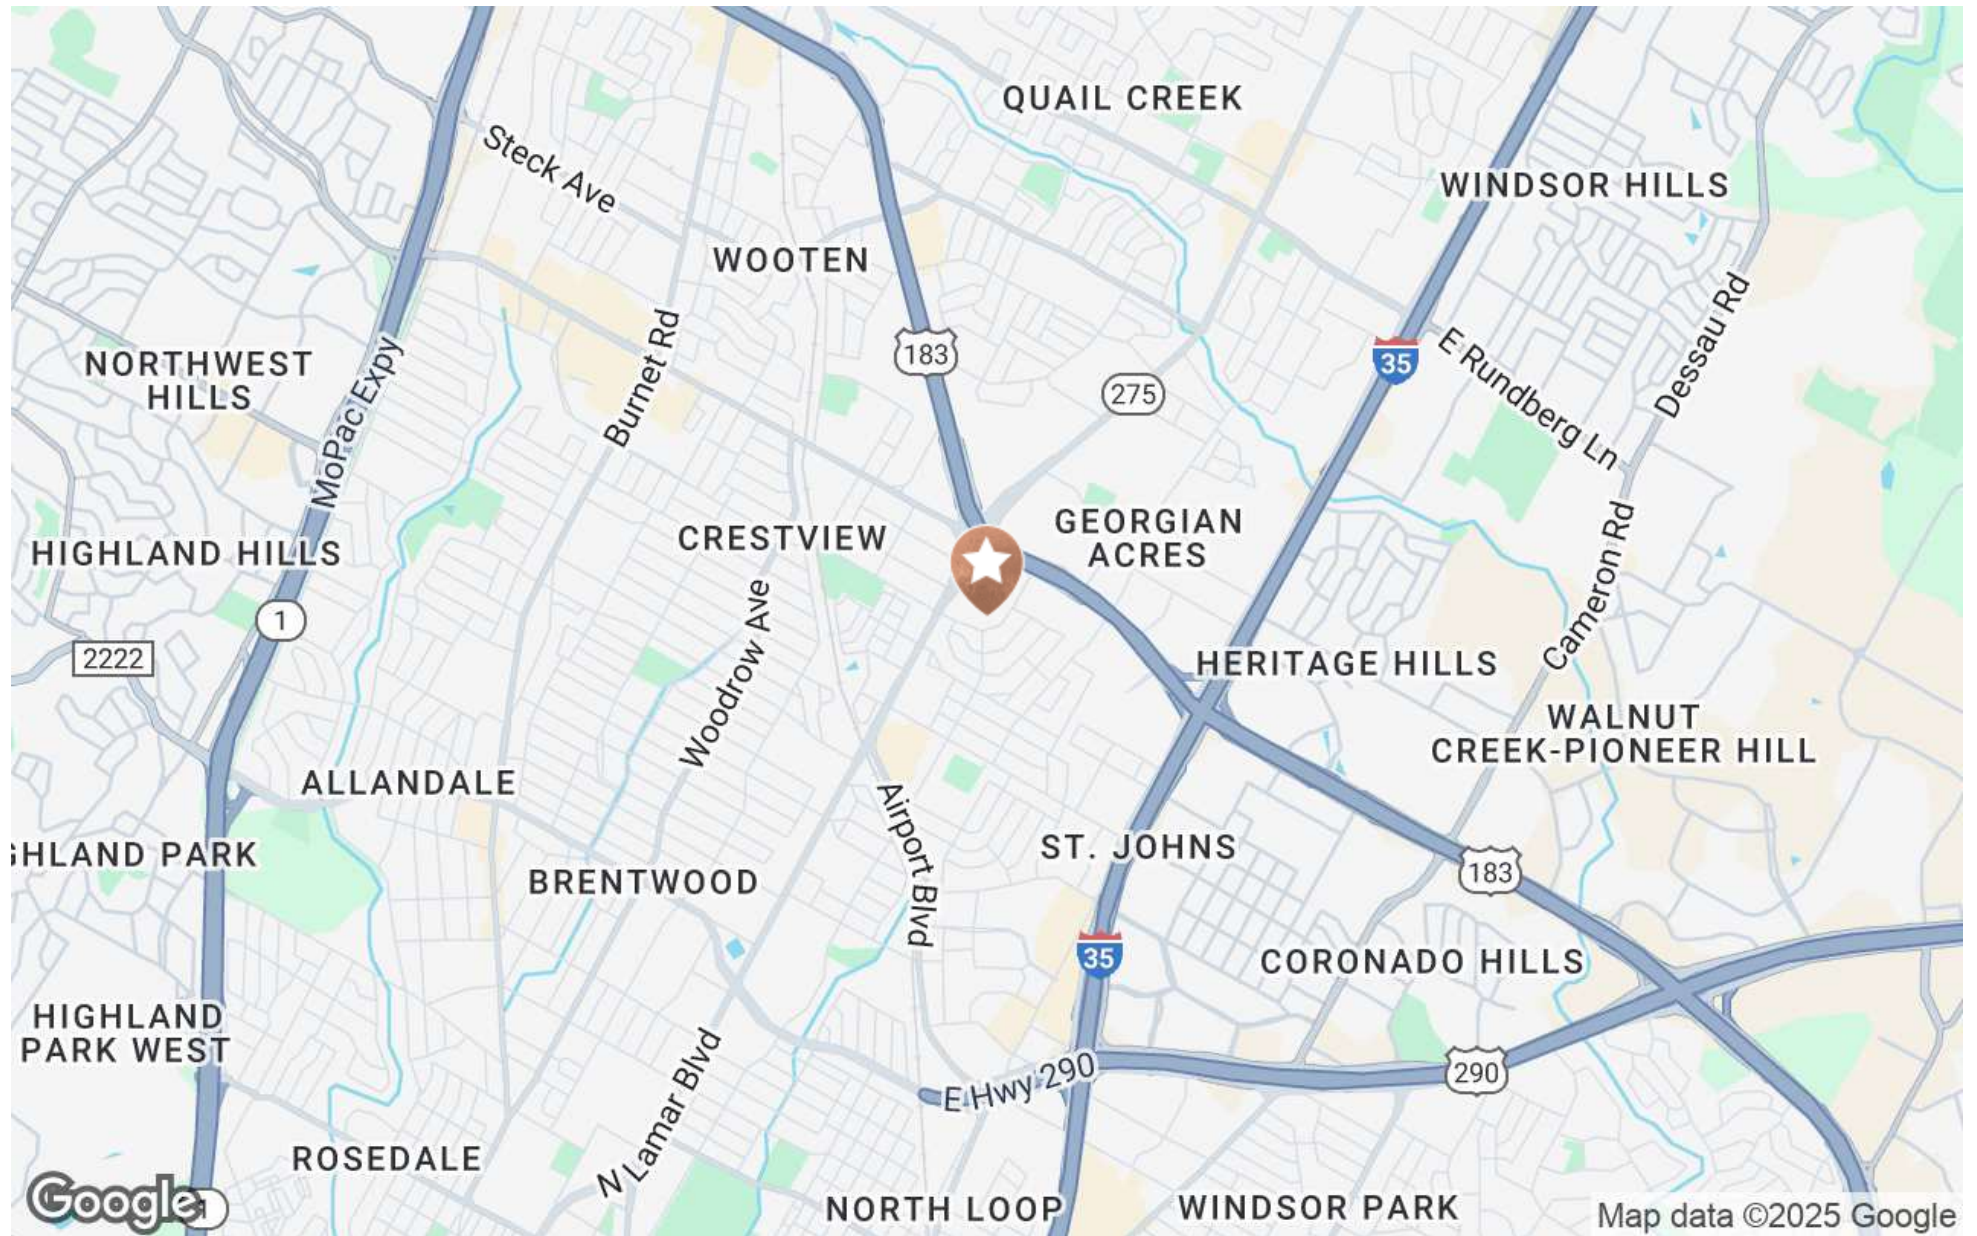 QUAIL CREEK
Steck Ave
WINDSOR HILLS
WOOTEN
Dessau Rd
Burnet Rd
183
35
E Rundberg Ln
NORTHWEST
HILLS
MoPac Expy
275
GEORGIAN
ACRES
CRESTVIEW
HIGHLAND HILLS
Cameron Rd
1
Woodrow Ave
2222
HERITAGE HILLS
WALNUT
CREEK-PIONEER HILL
ALLANDALE
Airport Blvd
ST. JOHNS
GHLAND PARK
183
BRENTWOOD
35
CORONADO HILLS
HIGHLAND
PARK WEST
290
E Hwy 290
N Lamar Blvd
ROSEDALE
Google
1
NORTH LOOP
WINDSOR PARK
Map data ©2025 Google